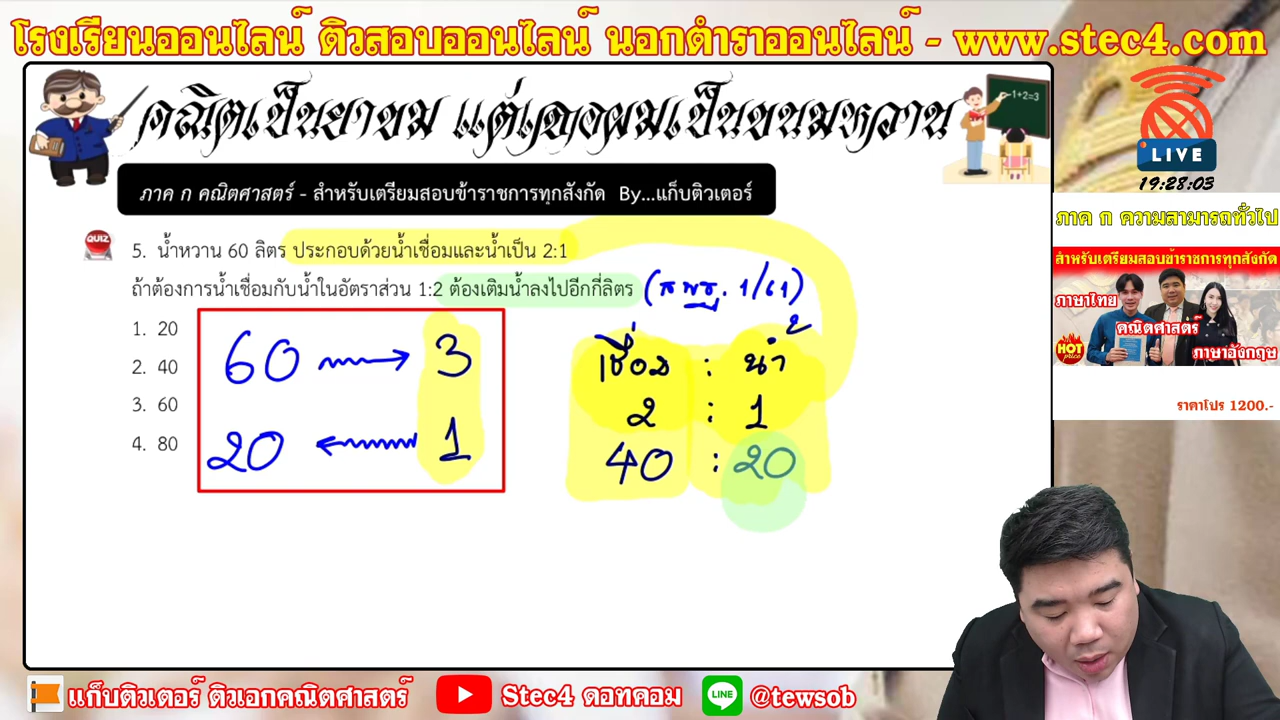 โรงเรียนออนไลน์ ติวสอบออนไลน์ นอกตำราออนไลน์ - www.stec4.com
คณิตเป็นยาขม แต่เกอผมเป็นขนมหวาน
1+2=3
LIVE
19:28:03
ภาค ก คณิตศาสตร์ - สำหรับเตรียมสอบข้าราชการทุกสังกัด By...แก็บติวเตอร์
ภาค ก ความสามารถทั่วไป
สำหรับเตรียมสอบข้าราชการทุกสังกัด
ภาษาไทย
คณิตศาสตร์
ภาษาอังกฤษ
HOT price
ราคาโปร 1200.-
QUIZ
5. น้ำหวาน 60 ลิตร ประกอบด้วยน้ำเชื่อมและน้ำเป็น 2:1
ถ้าต้องการน้ำเชื่อมกับน้ำในอัตราส่วน 1:2 ต้องเติมน้ำลงไปอีกกี่ลิตร (สพฐ. 1/61)
1. 20
2. 40
3. 60
4. 80
60 3
20 1
เชื่อม : น้ำ
2 : 1
40 : 20
แก็บติวเตอร์ ติวเอกคณิตศาสตร์ Stec4 ดอทคอม LINE @tewsob